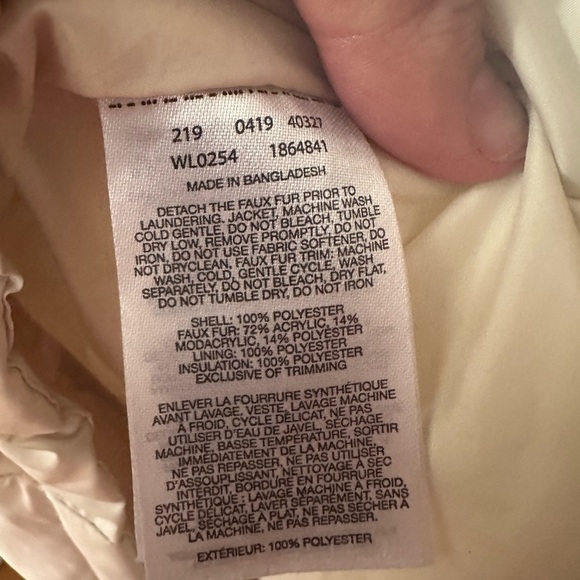 219 0419 40327
WL0254 1864841
MADE IN BANGLADESH
DETACH THE FAUX FUR PRIOR TO
LAUNDERING. JACKET, MACHINE WASH
COLD GENTLE, DO NOT BLEACH, TUMBLE
DRY LOW, REMOVE PROMPTLY, DO NOT
IRON, DO NOT USE FABRIC SOFTENER, DO
NOT DRYCLEAN. FAUX FUR TRIM: MACHINE
WASH, COLD, GENTLE CYCLE, WASH
SEPARATELY, DO NOT BLEACH, DRY FLAT,
DO NOT TUMBLE DRY, DO NOT IRON
SHELL: 100% POLYESTER
FAUX FUR: 72% ACRYLIC, 14%
MODACRYLIC, 14% POLYESTER
LINING: 100% POLYESTER
INSULATION: 100% POLYESTER
EXCLUSIVE OF TRIMMING
ENLEVER LA FOURRURE SYNTHÉTIQUE
AVANT LAVAGE, VESTE, LAVAGE MACHINE
À FROID, CYCLE DÉLICAT, NE PAS
UTILISER D'EAU DE JAVEL, SÉCHAGE
MACHINE, BASSE TEMPÉRATURE, SORTIR
IMMÉDIATEMENT DE LA MACHINE,
NE PAS REPASSER, NE PAS UTILISER
D'ASSOUPLISSANT, NETTOYAGE À SEC
INTERDIT, BORDURE EN FOURRURE
SYNTHÉTIQUE : LAVAGE MACHINE À FROID,
CYCLE DÉLICAT, LAVER SÉPARÉMENT, SANS
JAVEL, SÉCHAGE À PLAT, NE PAS SÉCHER À
LA MACHINE, NE PAS REPASSER.
EXTÉRIEUR: 100% POLYESTER